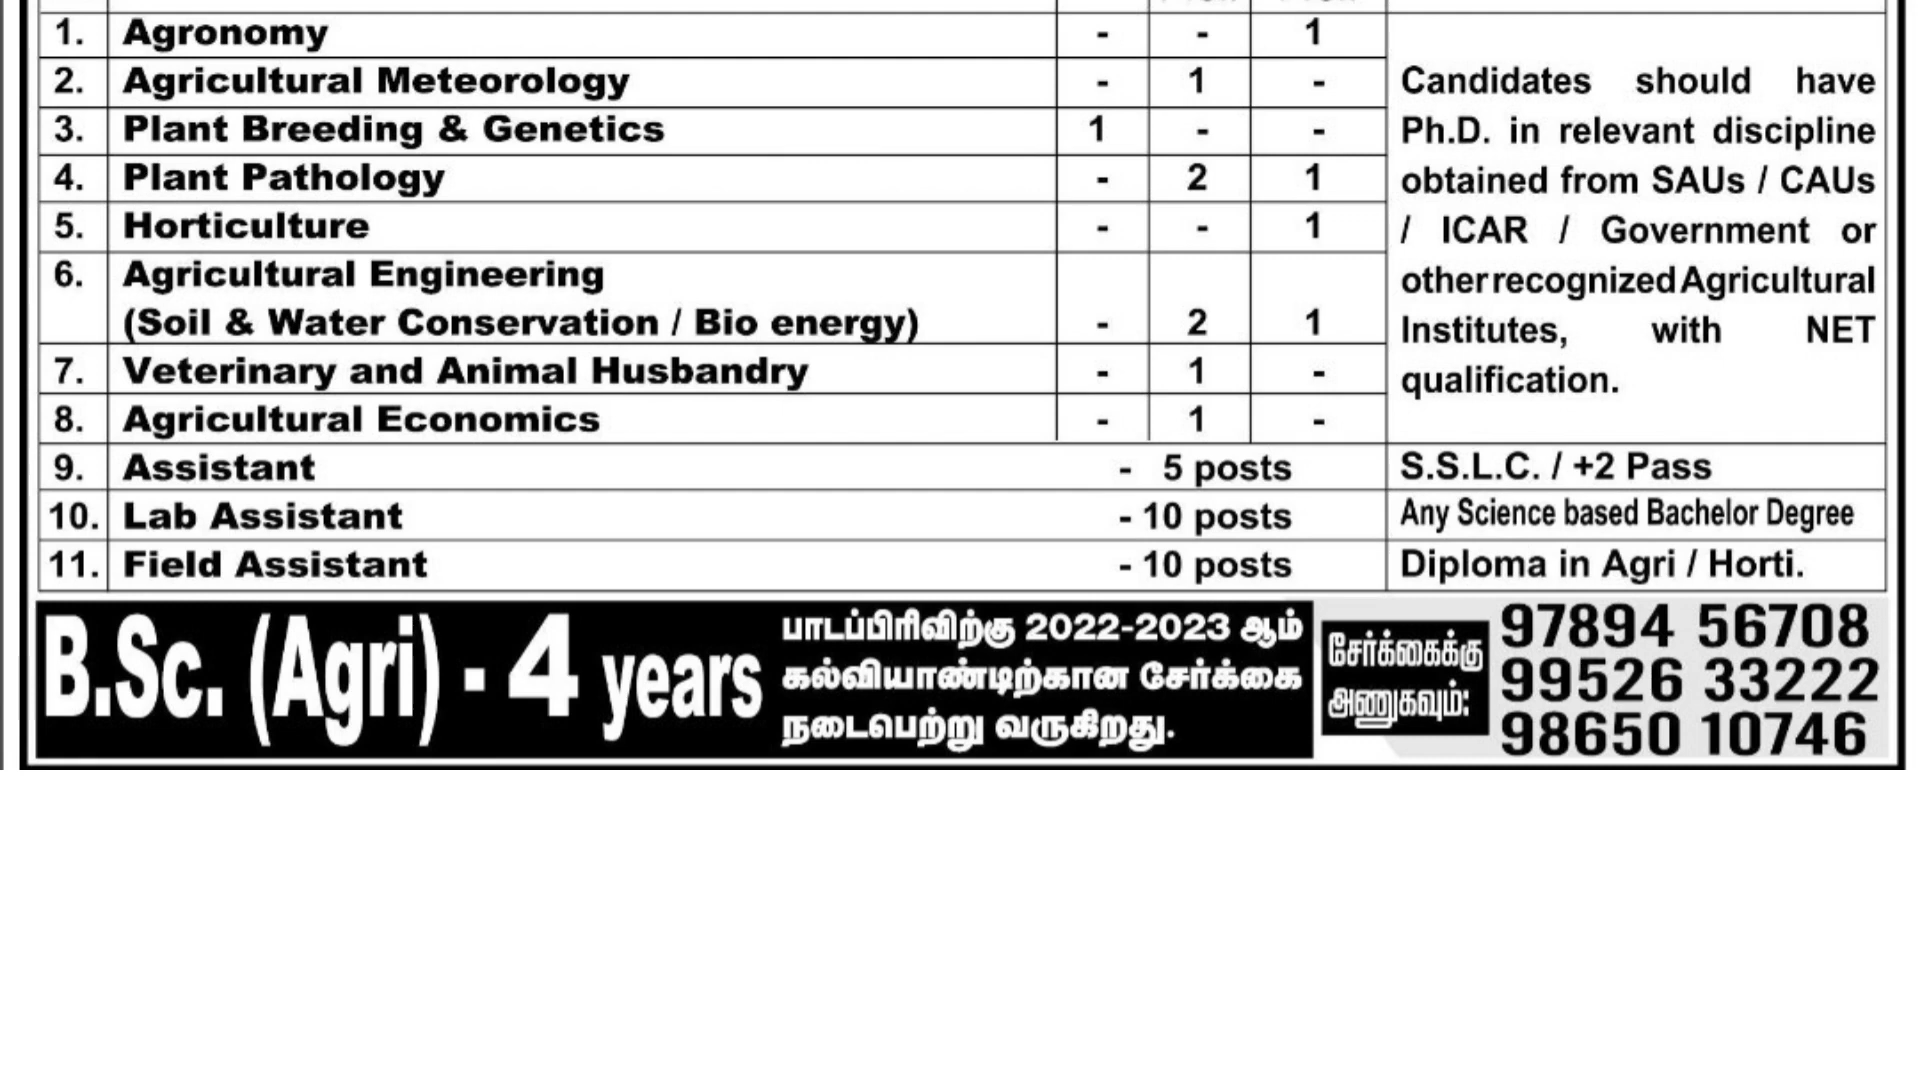 1. Agronomy - - 1
2. Agricultural Meteorology - 1 -
3. Plant Breeding & Genetics 1 - -
4. Plant Pathology - 2 1
5. Horticulture - - 1
6. Agricultural Engineering
(Soil & Water Conservation / Bio energy) - 2 1
7. Veterinary and Animal Husbandry - 1 -
8. Agricultural Economics - 1 -
Candidates should have
Ph.D. in relevant discipline
obtained from SAUs / CAUs
/ ICAR / Government or
other recognized Agricultural
Institutes, with NET
qualification.
9. Assistant - 5 posts S.S.L.C. / +2 Pass
10. Lab Assistant - 10 posts Any Science based Bachelor Degree
11. Field Assistant - 10 posts Diploma in Agri / Horti.
B.Sc. (Agri) - 4 years
பாடப்பிரிவிற்கு 2022-2023 ஆம்
கல்வியாண்டிற்கான சேர்க்கை
நடைபெற்று வருகிறது.
சேர்க்கைக்கு
அணுகவும்:
97894 56708
99526 33222
98650 10746